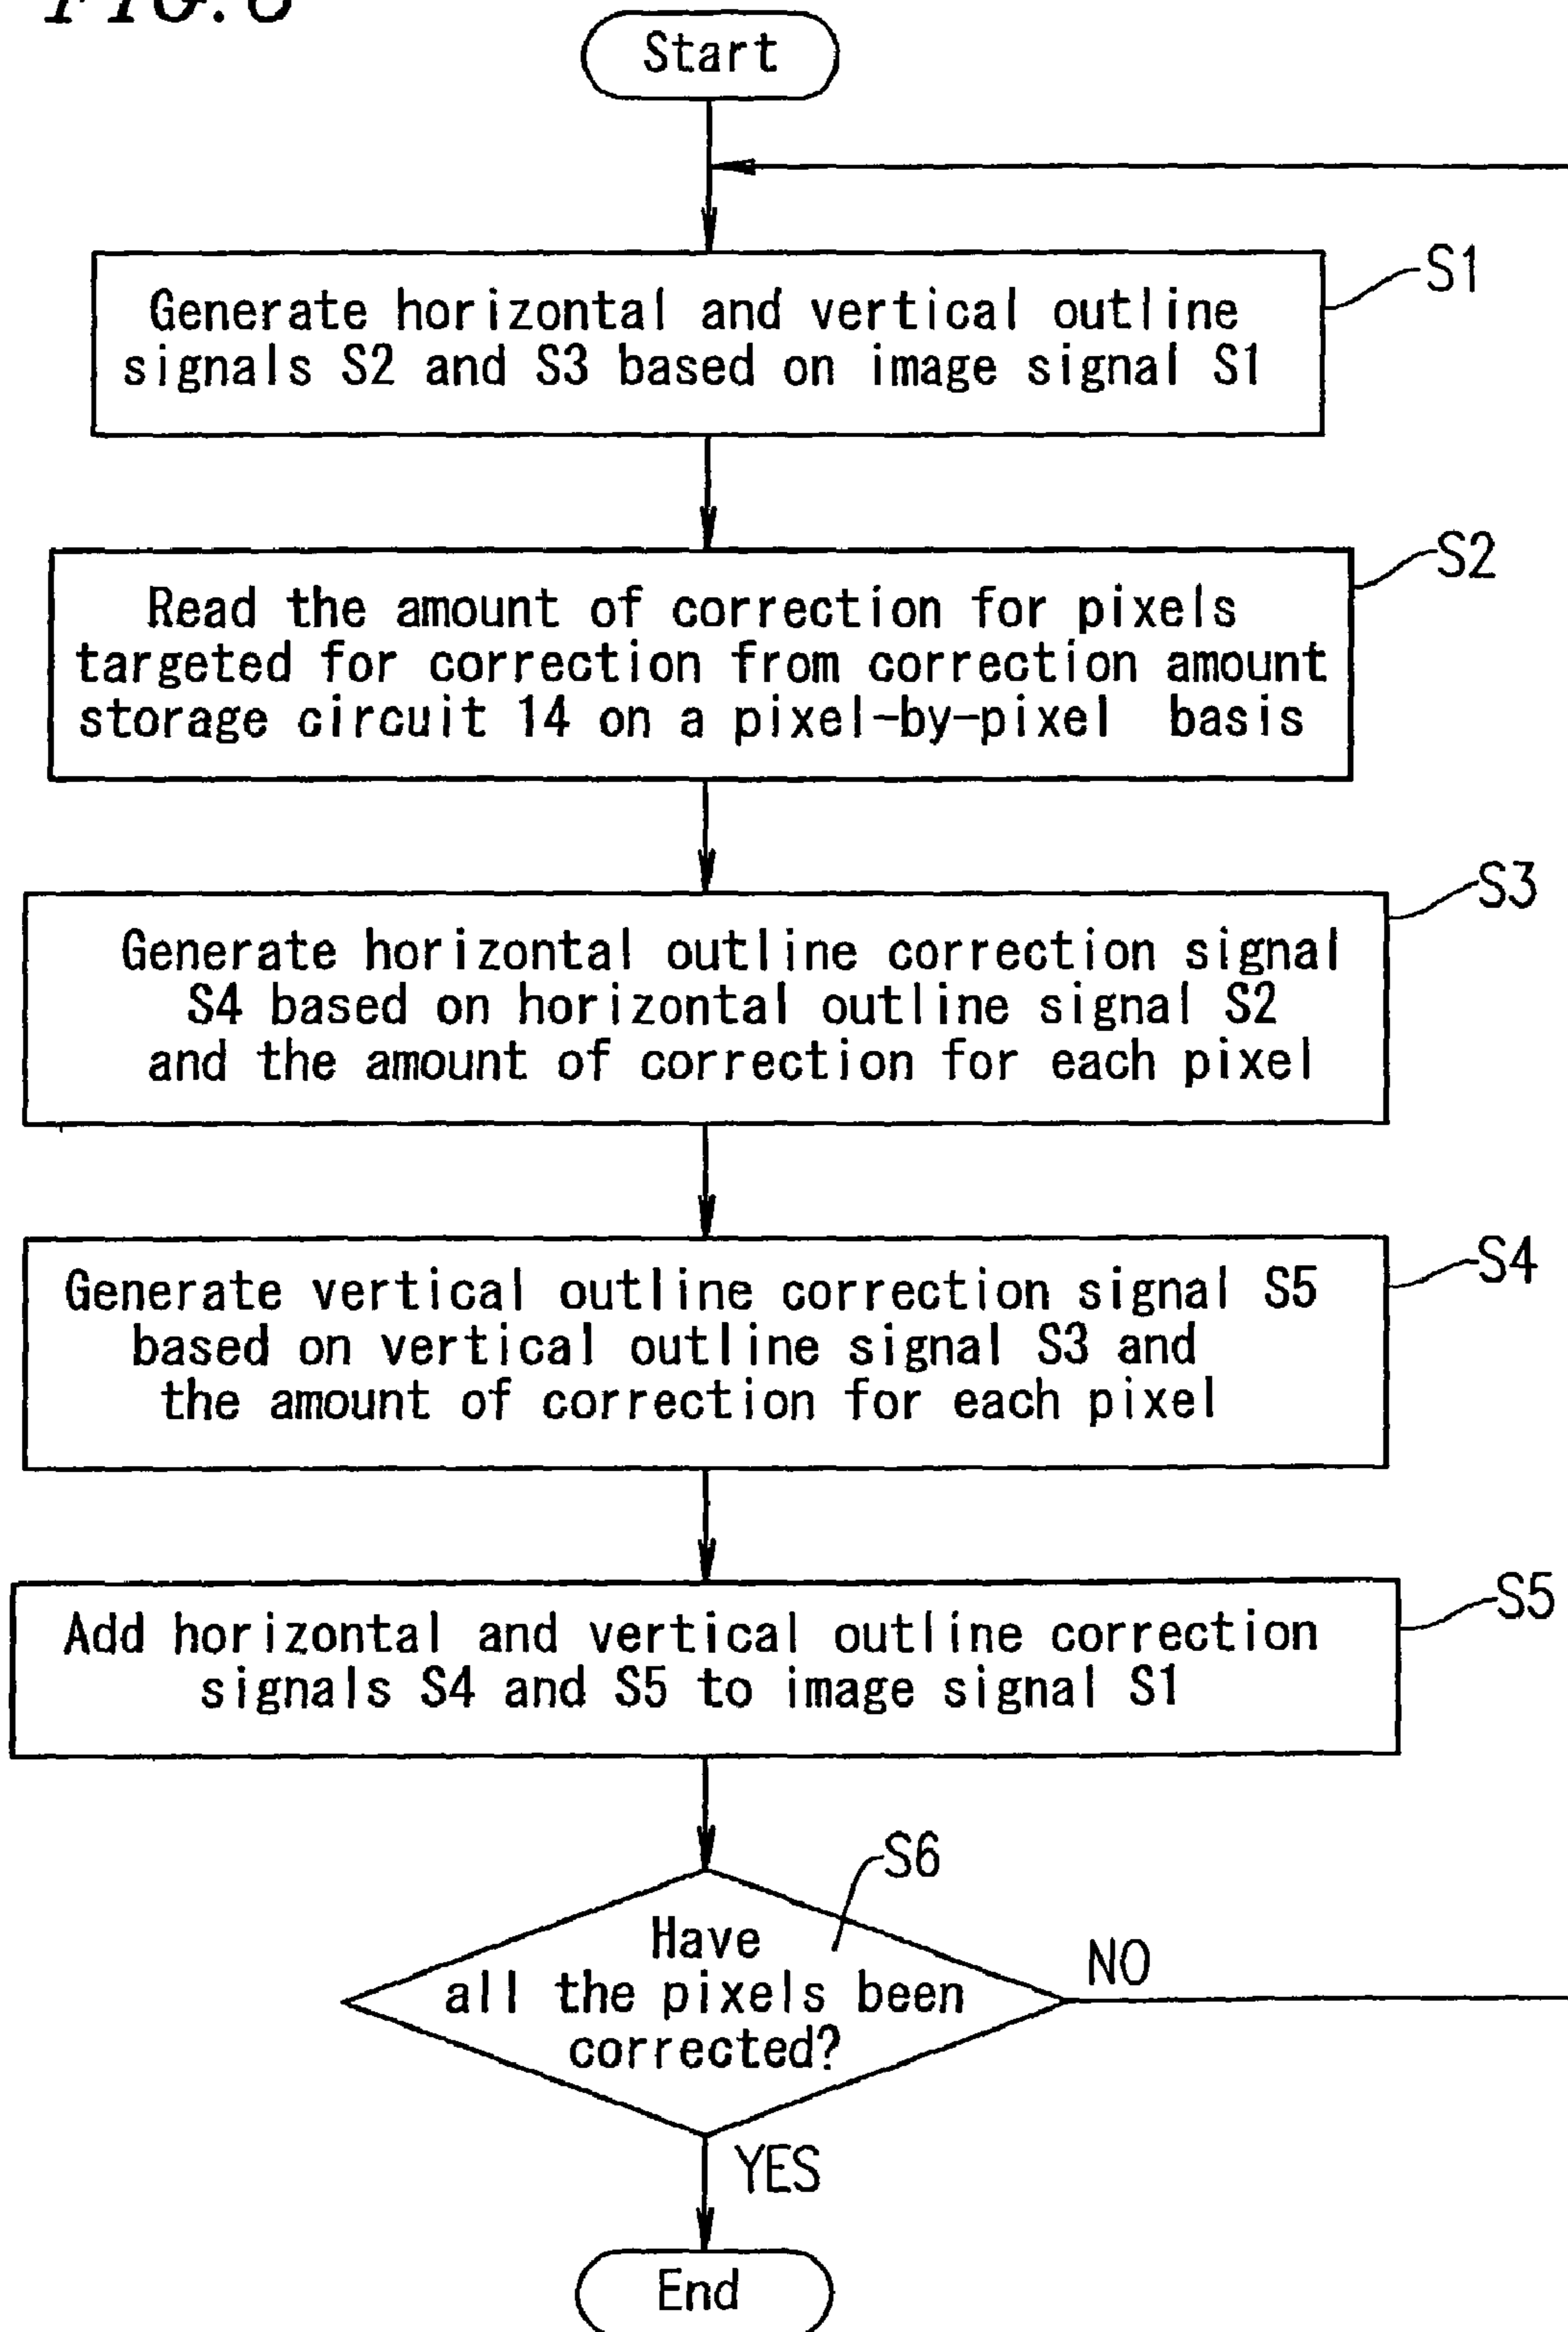 Start
S1
Generate horizontal and vertical outline
signals S2 and S3 based on image signal S1
S2
Read the amount of correction for pixels
targeted for correction from correction amount
storage circuit 14 on a pixel-by-pixel basis
S3
Generate horizontal outline correction signal
S4 based on horizontal outline signal S2
and the amount of correction for each pixel
S4
Generate vertical outline correction signal S5
based on vertical outline signal S3 and
the amount of correction for each pixel
S5
Add horizontal and vertical outline correction
signals S4 and S5 to image signal S1
S6
Have
all the pixels been
corrected?
NO
YES
End